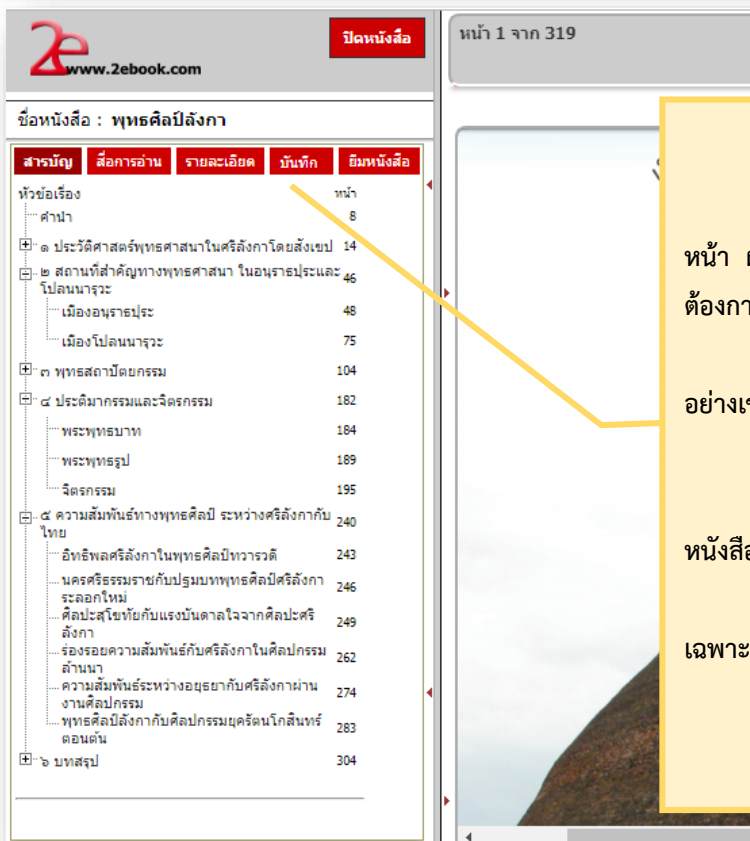 2e
www.2ebook.com
ปิดหนังสือ
หน้า 1 จาก 319
ชื่อหนังสือ : พุทธศิลป์ลังกา
สารบัญ สื่อการอ่าน รายละเอียด บันทึก ยืมหนังสือ
หัวข้อเรื่อง หน้า
คำนำ 8
๑ ประวัติศาสตร์พุทธศาสนาในศรีลังกาโดยสังเขป 14
๒ สถานที่สำคัญทางพุทธศาสนา ในอนุราธปุระและ 46
โปลนนารุวะ
เมืองอนุราธปุระ 48
เมืองโปลนนารุวะ 75
๓ พุทธสถาปัตยกรรม 104
๔ ประติมากรรมและจิตรกรรม 182
พระพุทธบาท 184
พระพุทธรูป 189
จิตรกรรม 195
๕ ความสัมพันธ์ทางพุทธศิลป์ ระหว่างศรีลังกากับ 240
ไทย
อิทธิพลศรีลังกาในพุทธศิลป์ทวารวดี 243
นครศรีธรรมราชกับปฐมบทพุทธศิลป์ศรีลังกา 246
ระลอกใหม่
ศิลปะสุโขทัยกับแรงบันดาลใจจากศิลปะศรี 249
ลังกา
ร่องรอยความสัมพันธ์กับศรีลังกาในศิลปกรรม 262
ล้านนา
ความสัมพันธ์ระหว่างอยุธยากับศรีลังกาผ่าน 274
งานศิลปกรรม
พุทธศิลป์ลังกากับศิลปกรรมยุครัตนโกสินทร์ 283
ตอนต้น
๖ บทสรุป 304
หน้า
ต้องกา
อย่างเ
หนังสือ
เฉพาะ